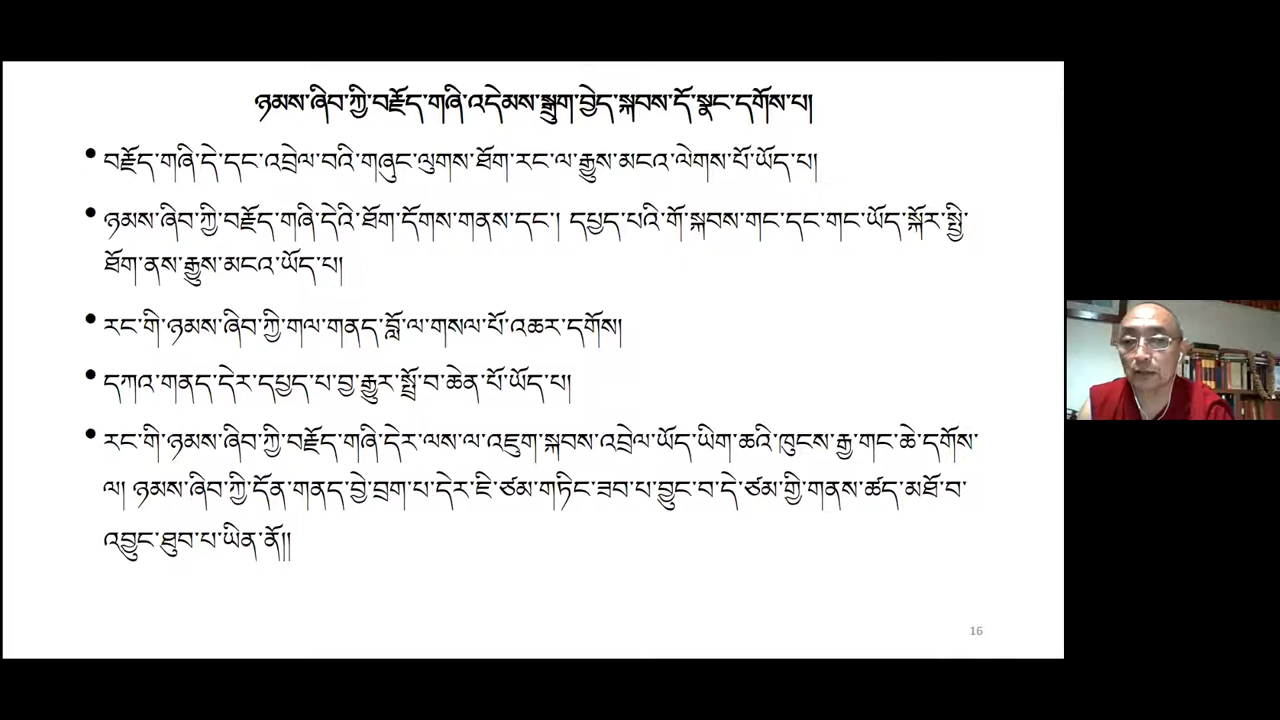 ཉམས་ཞིབ་ཀྱི་བརྗོད་གཞི་འདེམས་སྒྲུག་བྱེད་སྐབས་དོ་སྣང་དགོས་པ།
• བརྗོད་གཞི་དེ་དང་འབྲེལ་བའི་གཞུང་ལུགས་ཐོག་རང་ལ་རྒྱུས་མངའ་ལེགས་པོ་ཡོད་པ།
• ཉམས་ཞིབ་ཀྱི་བརྗོད་གཞི་དེའི་ཐོག་དོགས་གནས་དང་། དཔྱད་པའི་གོ་སྐབས་གང་དང་གང་ཡོད་སྐོར་སྤྱི་
ཐོག་ནས་རྒྱུས་མངའ་ཡོད་པ།
• རང་གི་ཉམས་ཞིབ་ཀྱི་གལ་གནད་བློ་ལ་གསལ་པོ་འཆར་དགོས།
• དཀའ་གནད་དེར་དཔྱད་པ་བྱ་རྒྱུར་སྤྲོ་བ་ཆེན་པོ་ཡོད་པ།
• རང་གི་ཉམས་ཞིབ་ཀྱི་བརྗོད་གཞི་དེར་ལས་ལ་འཇུག་སྐབས་འབྲེལ་ཡོད་ཡིག་ཆའི་ཁུངས་རྒྱ་གང་ཆེ་དགོས་
ལ། ཉམས་ཞིབ་ཀྱི་དོན་གནད་བྱེ་བྲག་པ་དེར་ཇི་ཙམ་གཏིང་ཟབ་པ་བྱུང་བ་དེ་ཙམ་གྱི་གནས་ཚད་མཐོ་བ་
འབྱུང་ཐུབ་པ་ཡིན་ནོ།།
16